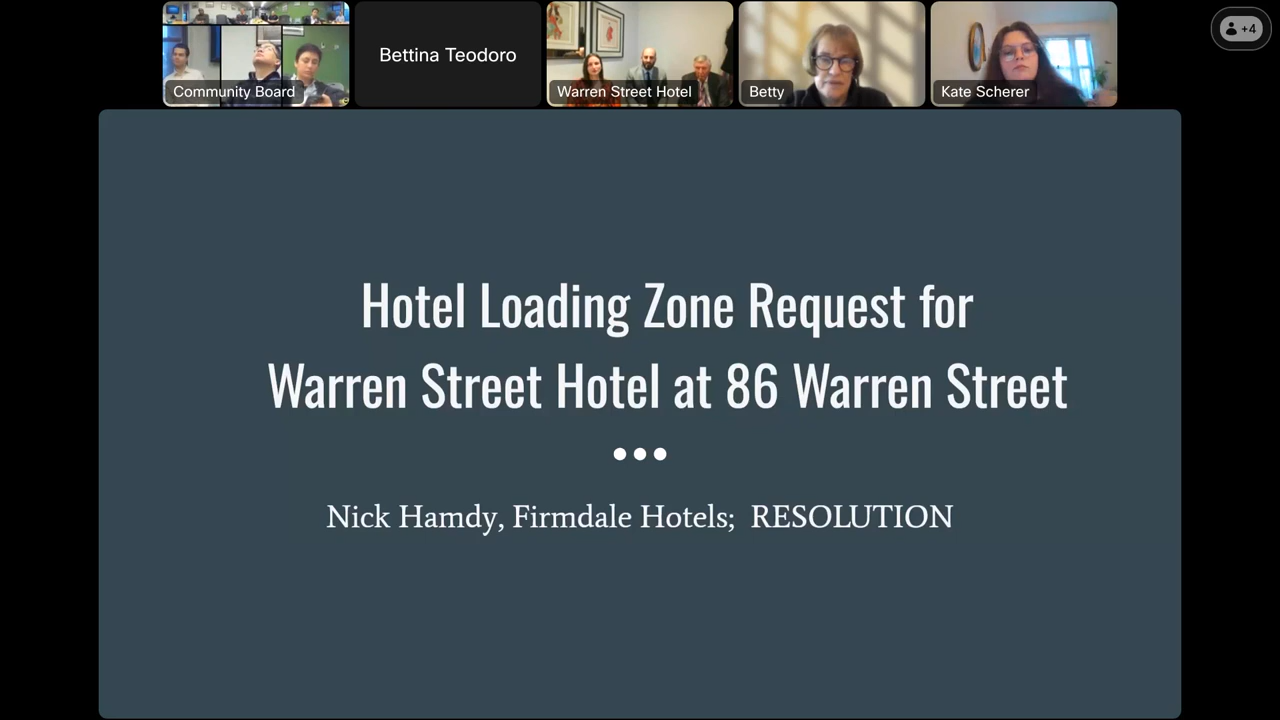 Community Board
Bettina Teodoro
Warren Street Hotel
Betty
Kate Scherer
+4
Hotel Loading Zone Request for
Warren Street Hotel at 86 Warren Street
Nick Hamdy, Firmdale Hotels; RESOLUTION